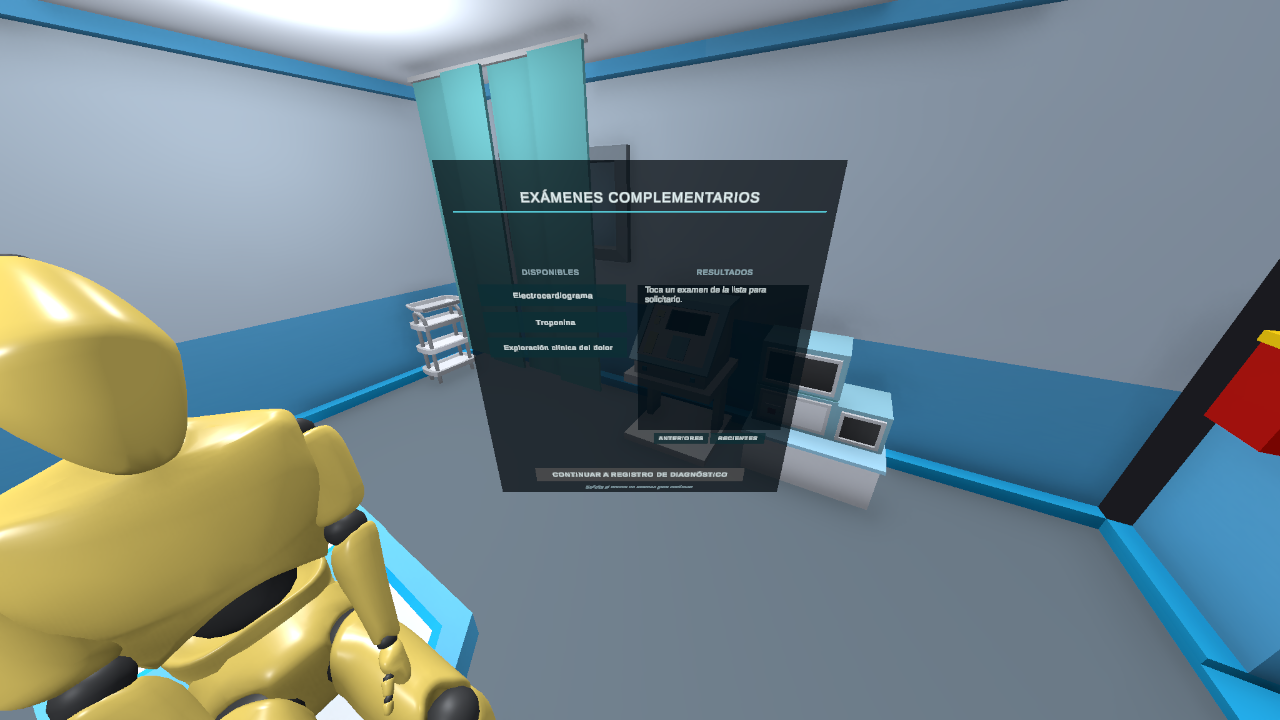 EXÁMENES COMPLEMENTARIOS
DISPONIBLES
Electrocardiograma
Troponina
Exploración clínica del dolor
RESULTADOS
Toca un examen de la lista para
solicitarlo.
ANTERIORES
RECIENTES
CONTINUAR A REGISTRO DE DIAGNÓSTICO